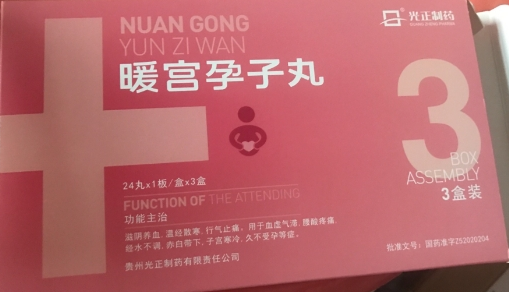 NUAN GONG
YUN ZI WAN
暖宫孕子丸
光正制药
GUANG ZHENG PHARM
24丸x1板/盒x3盒
FUNCTION OF THE ATTENDING
功能主治
滋阴养血, 温经散寒, 行气止痛。用于血虚气滞, 腰酸疼痛,
经水不调, 赤白带下, 子宫寒冷, 久不受孕等症。
贵州光正制药有限责任公司
3
BOX
ASSEMBLY
3盒装
批准文号：国药准字Z52020204